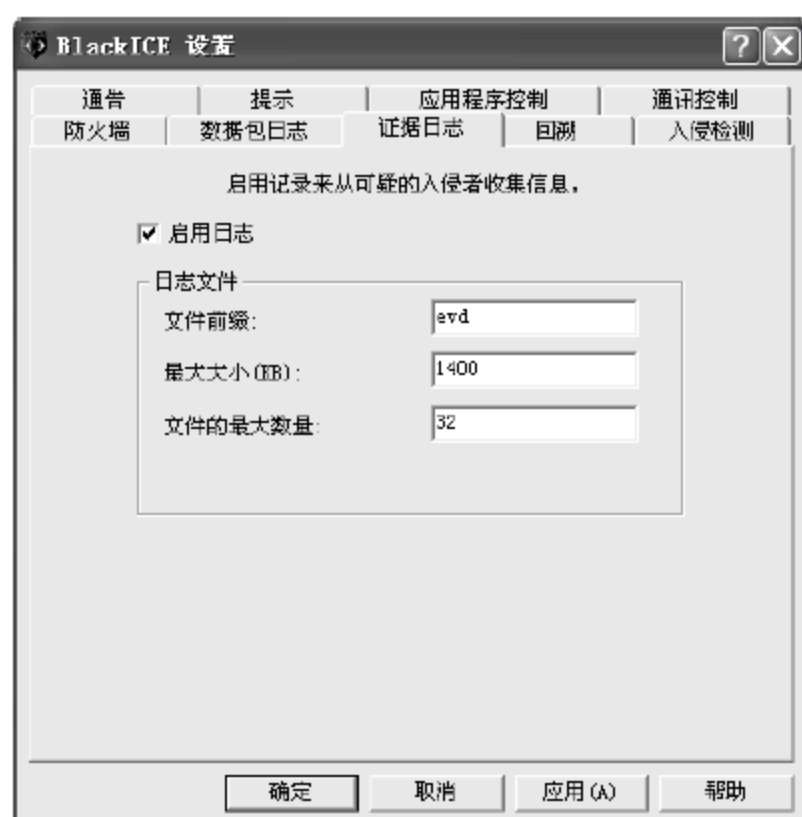 BlackICE 设置
通告 提示 应用程序控制 通讯控制
防火墙 数据包日志 证据日志 回溯 入侵检测
启用记录来从可疑的入侵者收集信息。
启用日志
日志文件
文件前缀: evd
最大大小(KB): 1400
文件的最大数量: 32
确定 取消 应用(A) 帮助